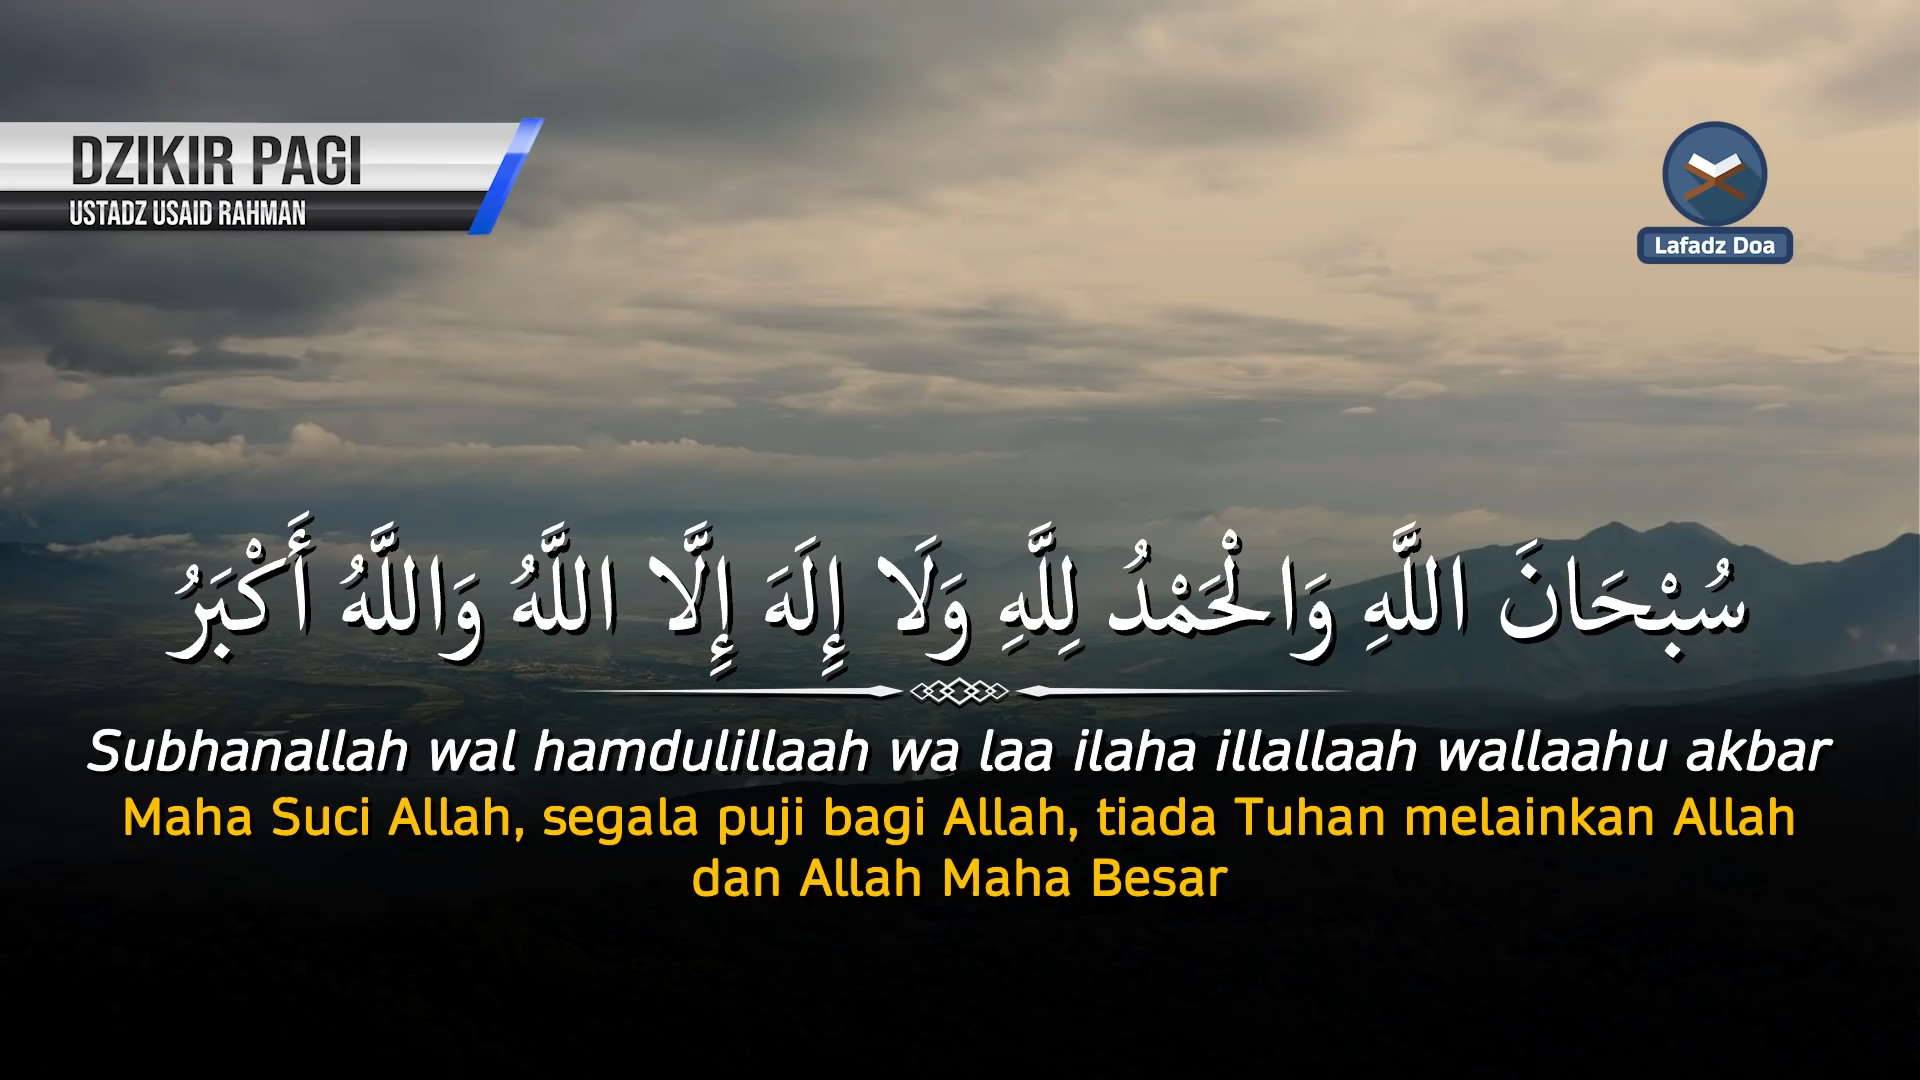 DZIKIR PAGI
USTADZ USAID RAHMAN
Lafadz Doa
سُبْحَانَ اللَّهِ وَالْحَمْدُ لِلَّهِ وَلَا إِلَهَ إِلَّا اللَّهُ وَاللَّهُ أَكْبَرُ
Subhanallah wal hamdulillaah wa laa ilaha illallaah wallaahu akbar
Maha Suci Allah, segala puji bagi Allah, tiada Tuhan melainkan Allah
dan Allah Maha Besar